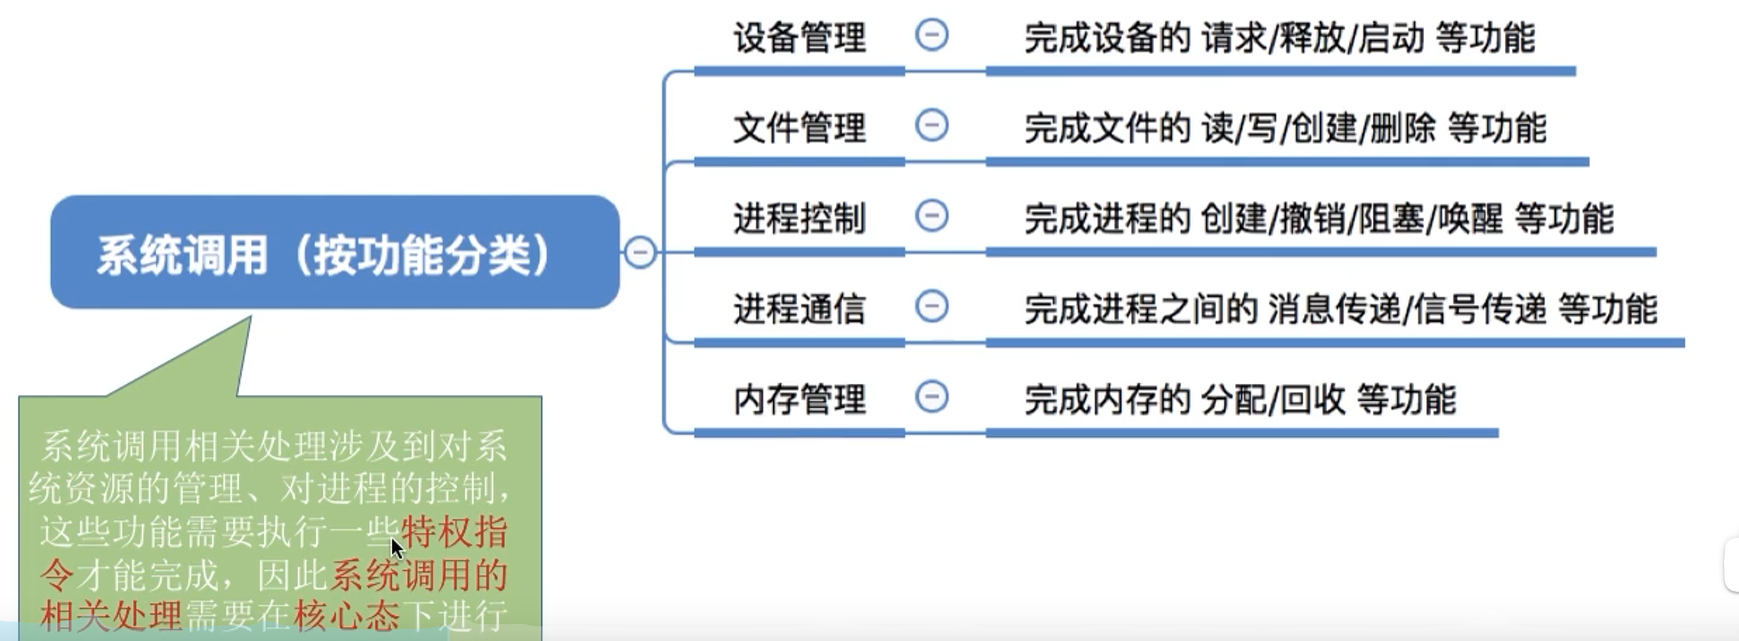 设备管理
完成设备的 请求/释放/启动 等功能
文件管理
完成文件的 读/写/创建/删除 等功能
进程控制
完成进程的 创建/撤销/阻塞/唤醒 等功能
系统调用（按功能分类）
进程通信
完成进程之间的 消息传递/信号传递 等功能
内存管理
完成内存的 分配/回收 等功能
系统调用相关处理涉及到对系
统资源的管理、对进程的控制，
这些功能需要执行一些特权指
令才能完成，因此系统调用的
相关处理需要在核心态下进行